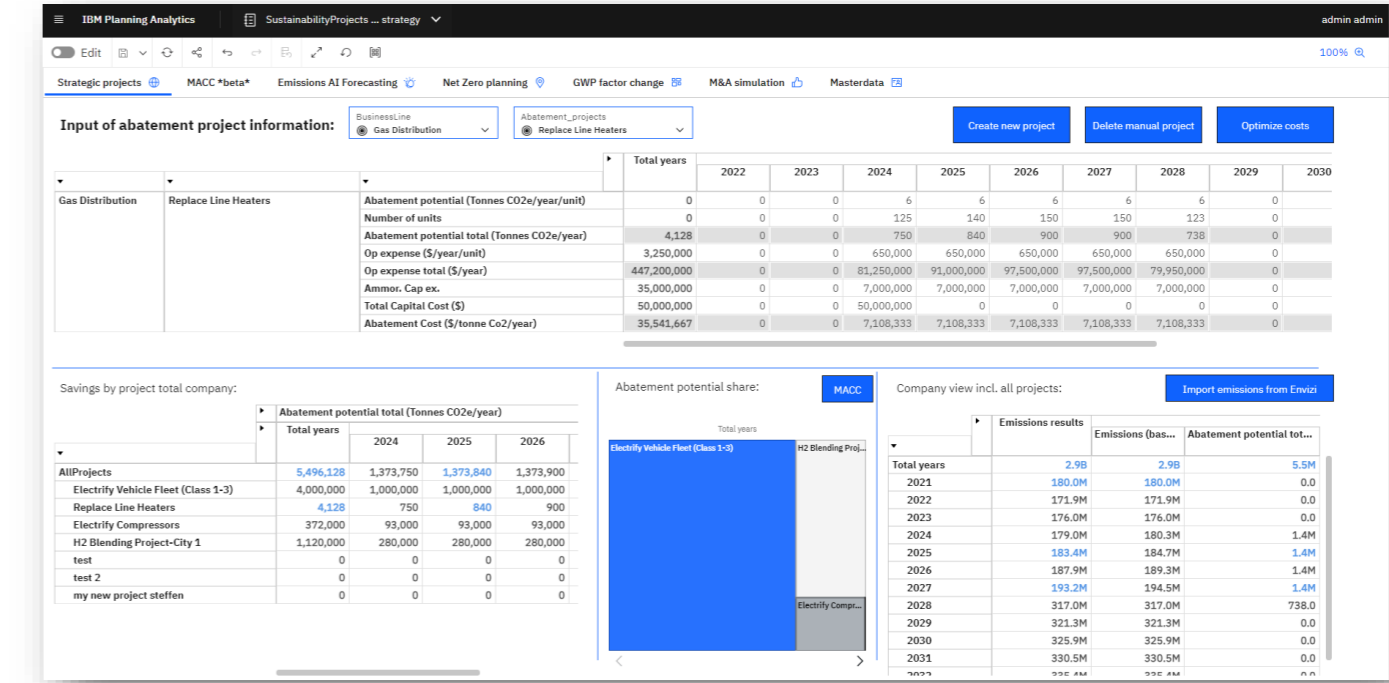 IBM Planning Analytics SustainabilityProjects ... strategy admin admin
Edit 100%
Strategic projects MACC *beta* Emissions AI Forecasting Net Zero planning GWP factor change M&A simulation Masterdata
Input of abatement project information: BusinessLine Gas Distribution Abatement_projects Replace Line Heaters Create new project Delete manual project Optimize costs
Total years 2022 2023 2024 2025 2026 2027 2028 2029 2030
Gas Distribution Replace Line Heaters Abatement potential (Tonnes CO2e/year/unit) 0 0 0 6 6 6 6 6 0
Number of units 0 0 0 125 140 150 150 123 0
Abatement potential total (Tonnes CO2e/year) 4,128 0 0 750 840 900 900 738 0
Op expense ($/year/unit) 3,250,000 0 0 650,000 650,000 650,000 650,000 650,000 0
Op expense total ($/year) 447,200,000 0 0 81,250,000 91,000,000 97,500,000 97,500,000 79,950,000 0
Ammor. Cap ex. 35,000,000 0 0 7,000,000 7,000,000 7,000,000 7,000,000 7,000,000 0
Total Capital Cost ($) 50,000,000 0 0 50,000,000 0 0 0 0 0
Abatement Cost ($/tonne Co2/year) 35,541,667 0 0 7,108,333 7,108,333 7,108,333 7,108,333 7,108,333 0
Savings by project total company:
Abatement potential total (Tonnes CO2e/year)
Total years 2024 2025 2026
AllProjects 5,496,128 1,373,750 1,373,840 1,373,900
Electrify Vehicle Fleet (Class 1-3) 4,000,000 1,000,000 1,000,000 1,000,000
Replace Line Heaters 4,128 750 840 900
Electrify Compressors 372,000 93,000 93,000 93,000
H2 Blending Project-City 1 1,120,000 280,000 280,000 280,000
test 0 0 0 0
test 2 0 0 0 0
my new project steffen 0 0 0 0
Abatement potential share: MACC
Total years
Electrify Vehicle Fleet (Class 1-3) H2 Blending Proj...
Electrify Compr...
Company view incl. all projects: Import emissions from Envizi
Emissions results Emissions (bas... Abatement potential tot...
Total years 2.9B 2.9B 5.5M
2021 180.0M 180.0M 0.0
2022 171.9M 171.9M 0.0
2023 176.0M 176.0M 0.0
2024 179.0M 180.3M 1.4M
2025 183.4M 184.7M 1.4M
2026 187.9M 189.3M 1.4M
2027 193.2M 194.5M 1.4M
2028 317.0M 317.0M 738.0
2029 321.3M 321.3M 0.0
2030 325.9M 325.9M 0.0
2031 330.5M 330.5M 0.0